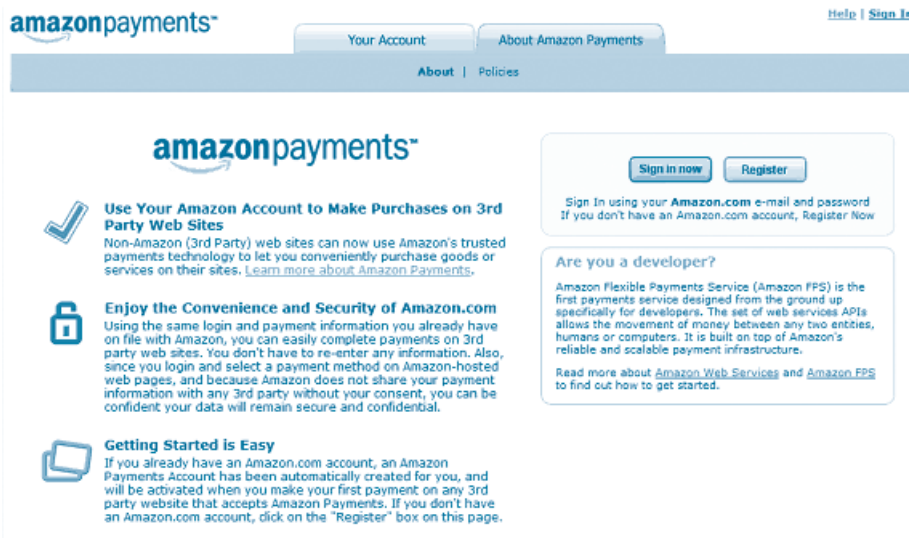 amazonpayments™
Help | Sign In
Your Account
About Amazon Payments
About | Policies
amazonpayments™
Use Your Amazon Account to Make Purchases on 3rd
Party Web Sites
Non-Amazon (3rd Party) web sites can now use Amazon's trusted
payments technology to let you conveniently purchase goods or
services on their sites. Learn more about Amazon Payments.
Enjoy the Convenience and Security of Amazon.com
Using the same login and payment information you already have
on file with Amazon, you can easily complete payments on 3rd
party web sites. You don't have to re-enter any information. Also,
since you login and select a payment method on Amazon-hosted
web pages, and because Amazon does not share your payment
information with any 3rd party without your consent, you can be
confident your data will remain secure and confidential.
Getting Started is Easy
If you already have an Amazon.com account, an Amazon
Payments Account has been automatically created for you, and
will be activated when you make your first payment on any 3rd
party website that accepts Amazon Payments. If you don't have
an Amazon.com account, click on the "Register" box on this page.
Sign in now
Register
Sign In using your Amazon.com e-mail and password
If you don't have an Amazon.com account, Register Now
Are you a developer?
Amazon Flexible Payments Service (Amazon FPS) is the
first payments service designed from the ground up
specifically for developers. The set of web services APIs
allows the movement of money between any two entities,
humans or computers. It is built on top of Amazon's
reliable and scalable payment infrastructure.
Read more about Amazon Web Services and Amazon FPS
to find out how to get started.